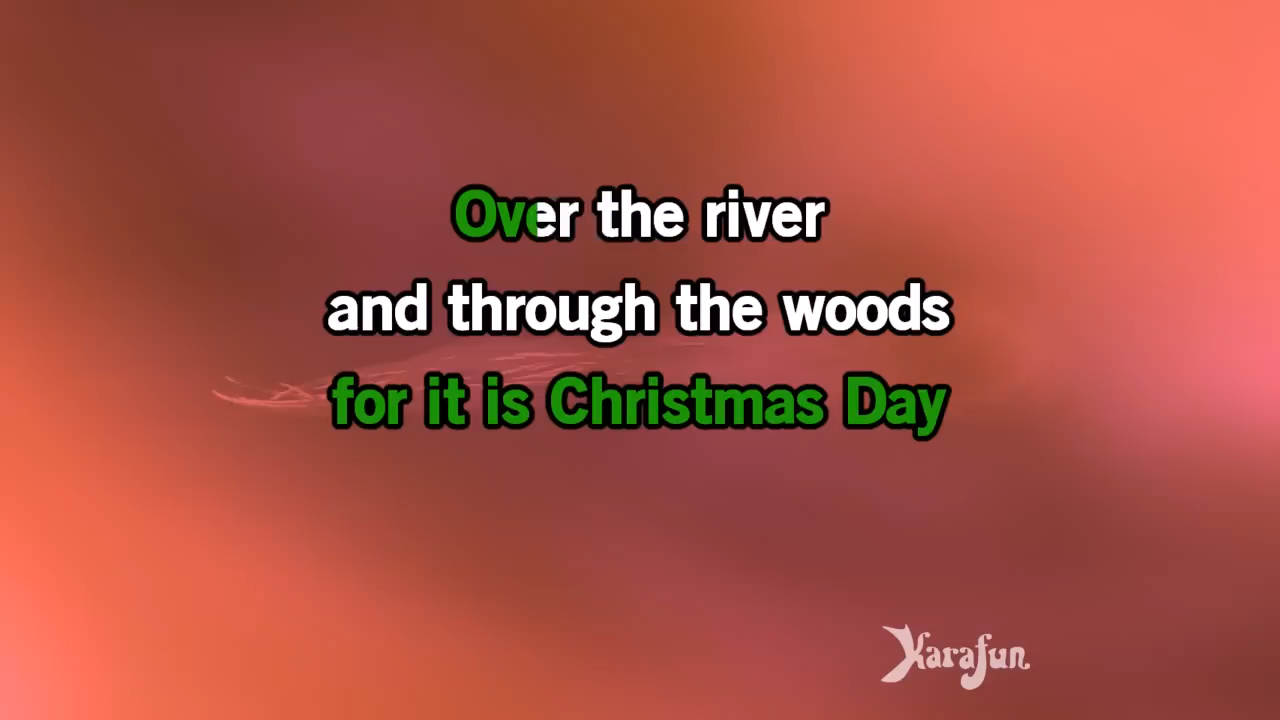 Over the river
and through the woods
for it is Christmas Day
Karafun